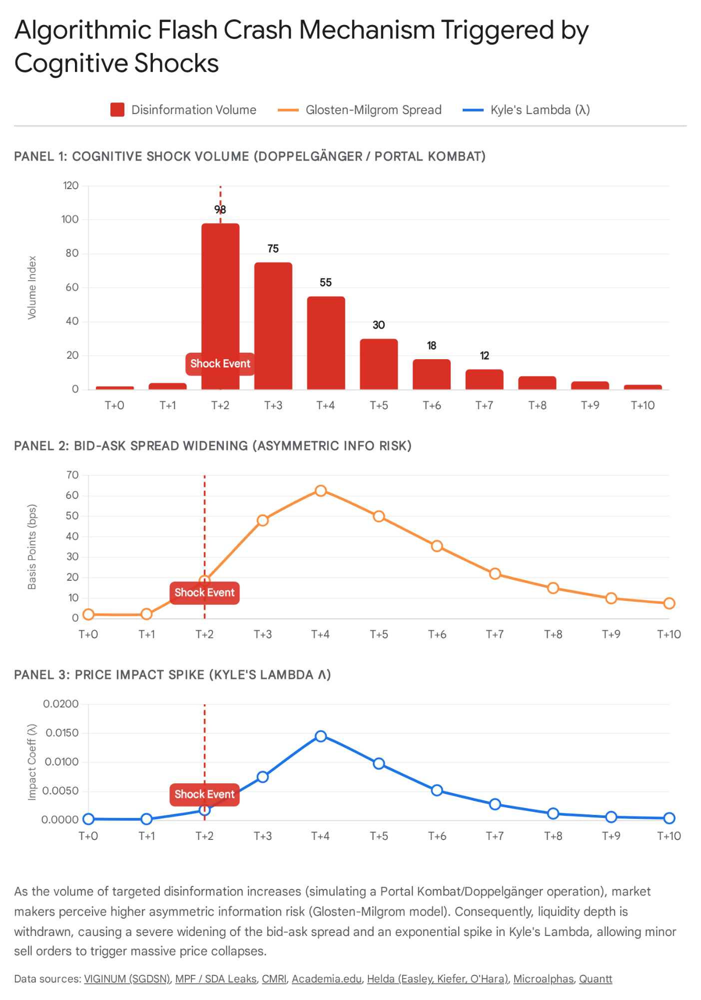 Algorithmic Flash Crash Mechanism Triggered by
Cognitive Shocks
Disinformation Volume
Glosten-Milgrom Spread
Kyle's Lambda (λ)
PANEL 1: COGNITIVE SHOCK VOLUME (DOPPELGÄNGER / PORTAL KOMBAT)
Volume Index
120
100
80
60
40
20
0
98
75
55
30
18
12
Shock Event
T+0 T+1 T+2 T+3 T+4 T+5 T+6 T+7 T+8 T+9 T+10
PANEL 2: BID-ASK SPREAD WIDENING (ASYMMETRIC INFO RISK)
Basis Points (bps)
70
60
50
40
30
20
10
0
Shock Event
T+0 T+1 T+2 T+3 T+4 T+5 T+6 T+7 T+8 T+9 T+10
PANEL 3: PRICE IMPACT SPIKE (KYLE'S LAMBDA Λ)
Impact Coeff (λ)
0.0200
0.0150
0.0100
0.0050
0.0000
Shock Event
T+0 T+1 T+2 T+3 T+4 T+5 T+6 T+7 T+8 T+9 T+10
As the volume of targeted disinformation increases (simulating a Portal Kombat/Doppelgänger operation), market
makers perceive higher asymmetric information risk (Glosten-Milgrom model). Consequently, liquidity depth is
withdrawn, causing a severe widening of the bid-ask spread and an exponential spike in Kyle's Lambda, allowing minor
sell orders to trigger massive price collapses.
Data sources: VIGINUM (SGDSN), MPF / SDA Leaks, CMRI, Academia.edu, Helda (Easley, Kiefer, O'Hara), Microalphas, Quantt